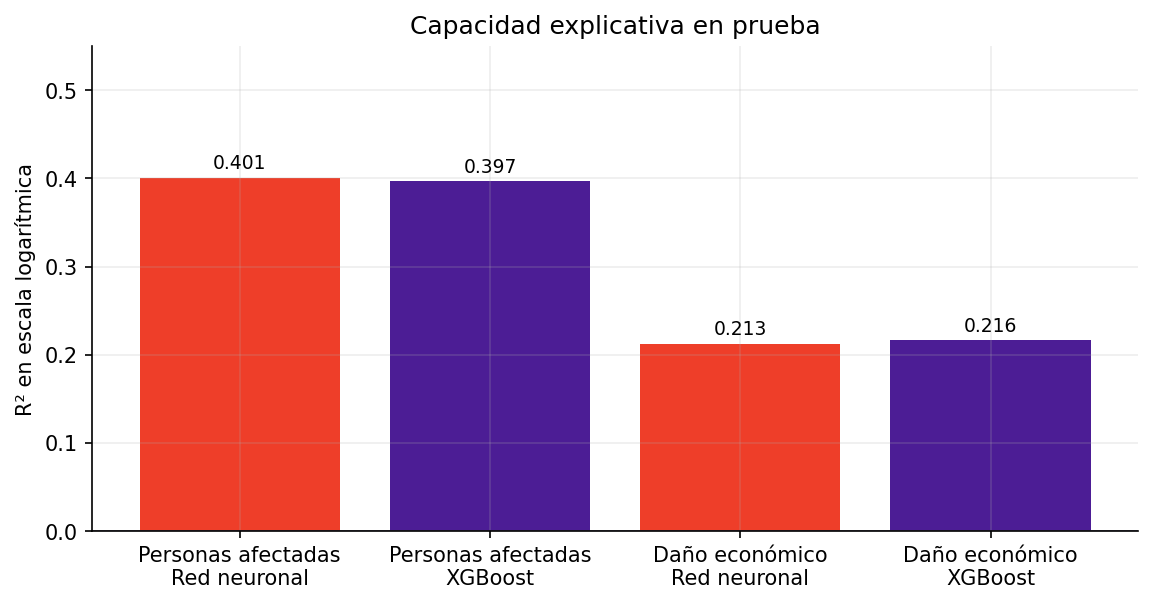 Capacidad explicativa en prueba
R² en escala logarítmica
0.5
0.4
0.3
0.2
0.1
0.0
0.401
0.397
0.213
0.216
Personas afectadas
Red neuronal
Personas afectadas
XGBoost
Daño económico
Red neuronal
Daño económico
XGBoost